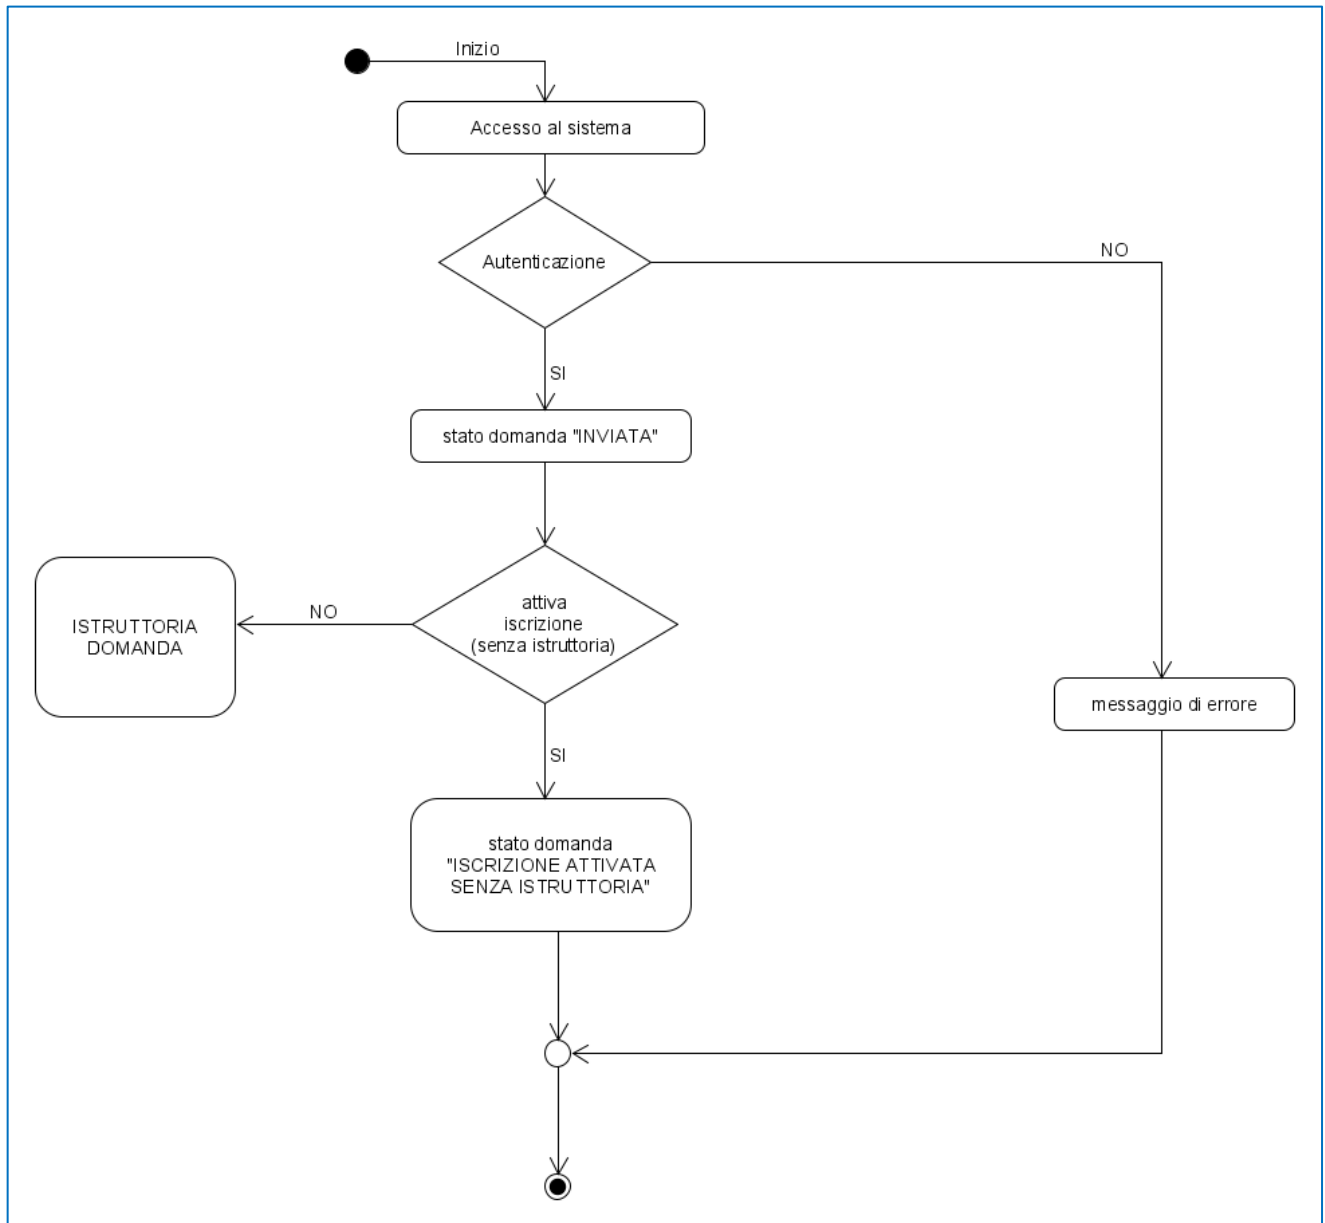 Inizio
Accesso al sistema
Autenticazione
NO
SI
stato domanda "INVIATA"
attiva
iscrizione
(senza istruttoria)
NO
ISTRUTTORIA
DOMANDA
messaggio di errore
SI
stato domanda
"ISCRIZIONE ATTIVATA
SENZA ISTRUTTORIA"